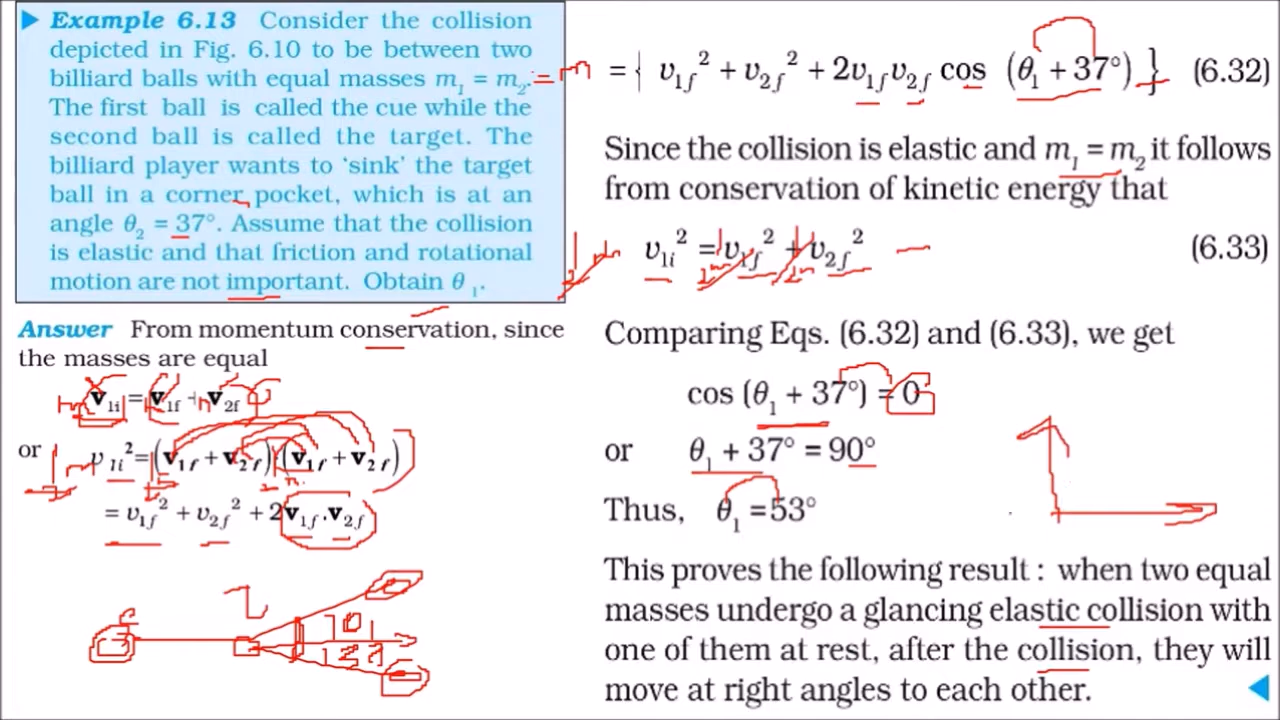 ▶ Example 6.13 Consider the collision
depicted in Fig. 6.10 to be between two
billiard balls with equal masses m₁ = m₂. = m
The first ball is called the cue while the
second ball is called the target. The
billiard player wants to ‘sink’ the target
ball in a corner pocket, which is at an
angle θ₂ = 37°. Assume that the collision
is elastic and that friction and rotational
motion are not important. Obtain θ₁.
Answer From momentum conservation, since
the masses are equal
v₁ᵢ = v₁f + v₂f
or v₁ᵢ² = (v₁f + v₂f)·(v₁f + v₂f)
= v₁f² + v₂f² + 2v₁f.v₂f
= { v₁f² + v₂f² + 2v₁fv₂f cos (θ₁ + 37°) } (6.32)
Since the collision is elastic and m₁ = m₂ it follows
from conservation of kinetic energy that
v₁ᵢ² = v₁f² + v₂f² (6.33)
Comparing Eqs. (6.32) and (6.33), we get
cos (θ₁ + 37°) = 0
or θ₁ + 37° = 90°
Thus, θ₁ = 53°
This proves the following result : when two equal
masses undergo a glancing elastic collision with
one of them at rest, after the collision, they will
move at right angles to each other.